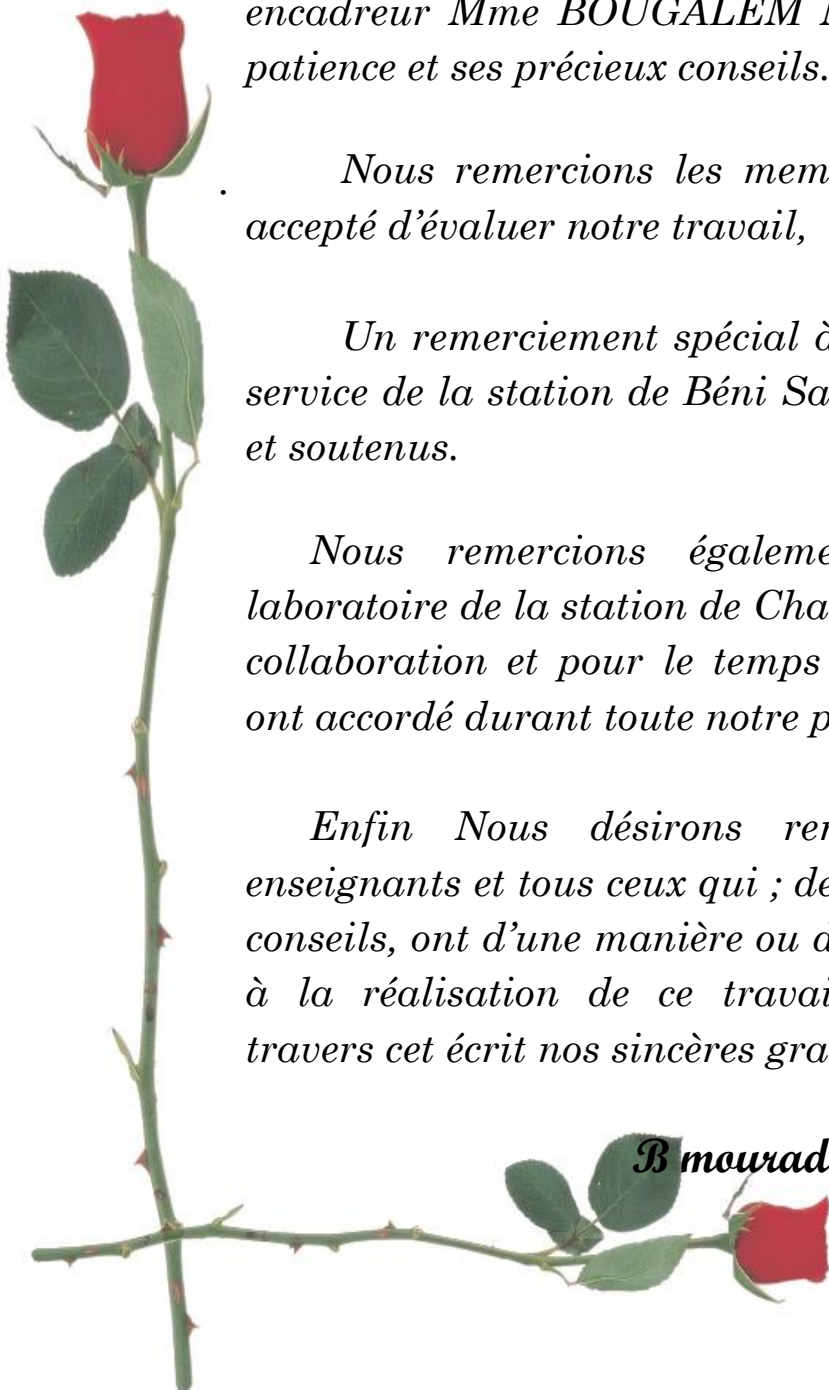 encadreur Mme BOUGALEM
patience et ses précieux conseils.
. Nous remercions les mem
accepté d’évaluer notre travail,
Un remerciement spécial à
service de la station de Béni Sa
et soutenus.
Nous remercions égaleme
laboratoire de la station de Cha
collaboration et pour le temps
ont accordé durant toute notre p
Enfin Nous désirons rer
enseignants et tous ceux qui ; de
conseils, ont d’une manière ou d
à la réalisation de ce travai
travers cet écrit nos sincères gra
B mourad